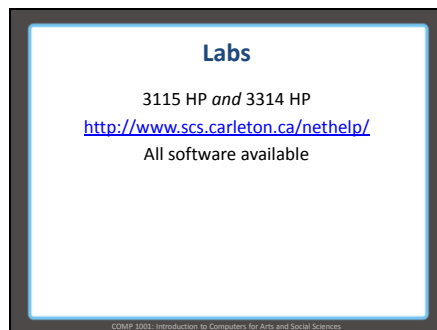 Labs
3115 HP and 3314 HP
http://www.scs.carleton.ca/nethelp/
All software available
COMP 1001: Introduction to Computers for Arts and Social Sciences